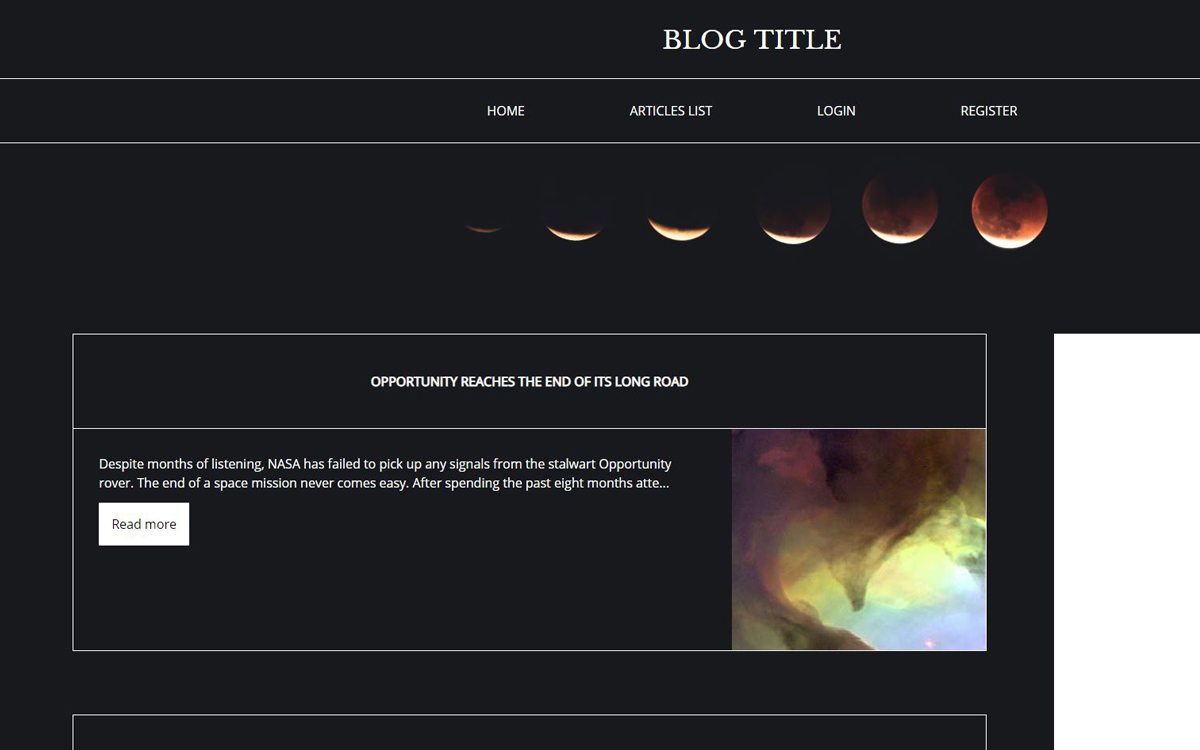 BLOG TITLE
HOME ARTICLES LIST LOGIN REGISTER
OPPORTUNITY REACHES THE END OF ITS LONG ROAD
Despite months of listening, NASA has failed to pick up any signals from the stalwart Opportunity
rover. The end of a space mission never comes easy. After spending the past eight months atte...
Read more